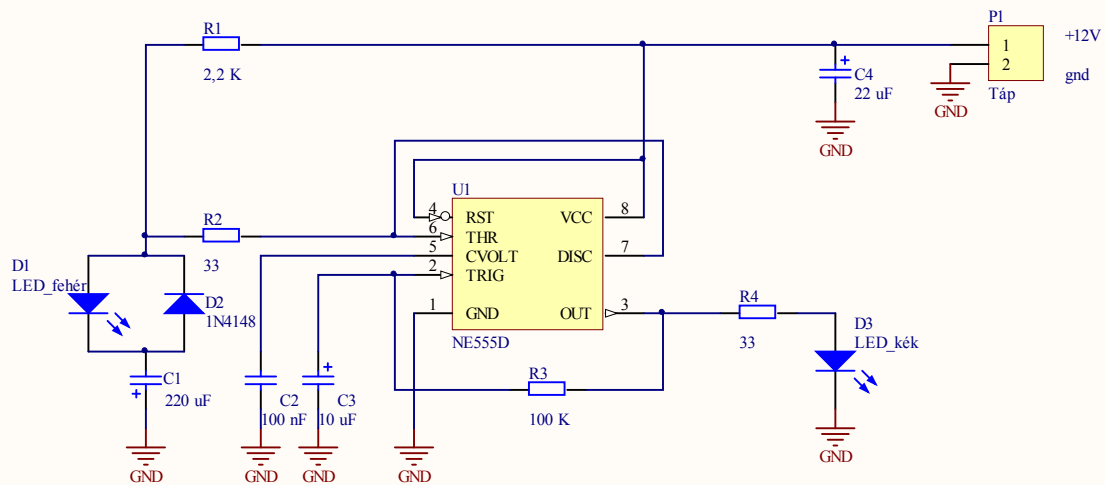 R1
2,2 K
P1
1
2
+12V
gnd
Táp
GND
+
C4
22 uF
GND
U1
4
RST
VCC
8
6
THR
5
CVOLT
DISC
7
2
TRIG
1
GND
OUT
3
NE555D
R2
33
D1
LED_fehér
D2
1N4148
R4
33
D3
LED_kék
C1
+
220 uF
C2
100 nF
+
C3
10 uF
R3
100 K
GND
GND
GND
GND
GND